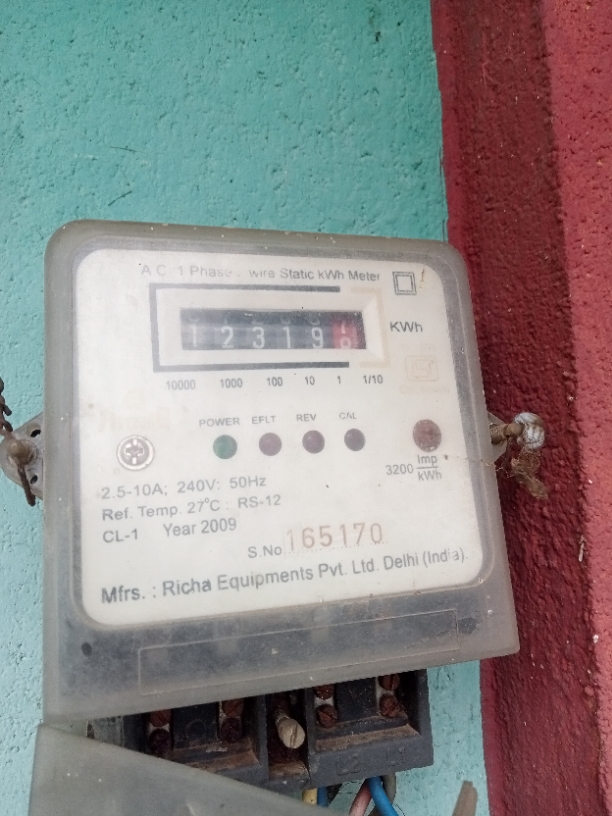 A C 1 Phase wire Static kWh Meter
12319
KWh
10000 1000 100 10 1 1/10
POWER EFLT REV CAL
3200 Imp/kWh
2.5-10A; 240V: 50Hz
Ref. Temp. 27°C : RS-12
CL-1 Year 2009
S.No 165170
Mfrs. : Richa Equipments Pvt. Ltd. Delhi (India).
L2 L1